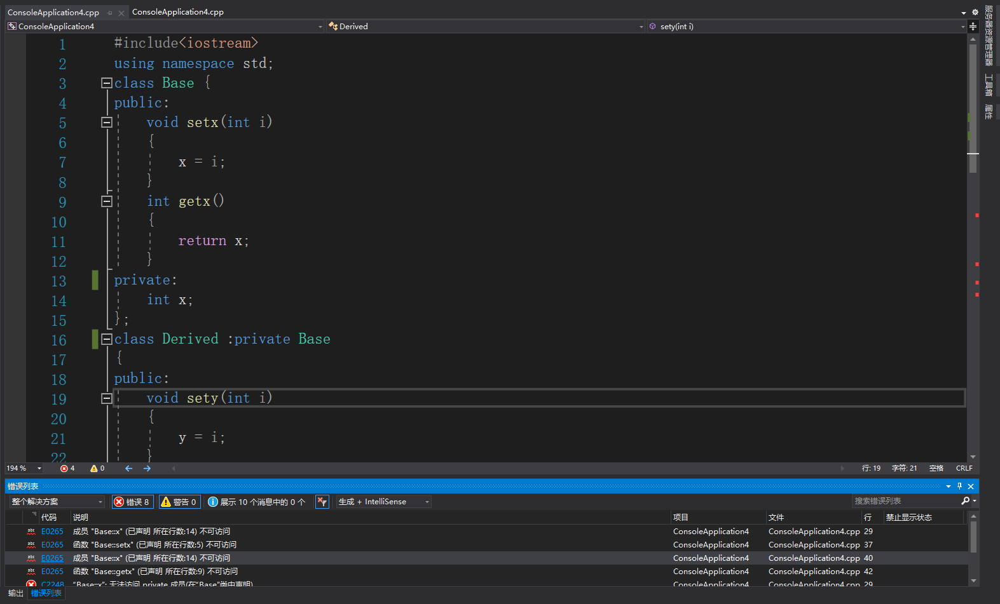 ConsoleApplication4.cpp ConsoleApplication4.cpp
ConsoleApplication4 Derived sety(int i)
1 #include<iostream>
2 using namespace std;
3 class Base {
4 public:
5 void setx(int i)
6 {
7 x = i;
8 }
9 int getx()
10 {
11 return x;
12 }
13 private:
14 int x;
15 };
16 class Derived :private Base
17 {
18 public:
19 void sety(int i)
20 {
21 y = i;
22 }
194 % 4 0 行: 19 字符: 21 空格 CRLF
错误列表
整个解决方案 错误 8 警告 0 展示 10 个消息中的 0 个 生成 + IntelliSense 搜索错误列表
代码 说明 项目 文件 行 禁止显示状态
abc E0265 成员 "Base::x" (已声明 所在行数:14) 不可访问 ConsoleApplication4 ConsoleApplication4.cpp 29
abc E0265 函数 "Base::setx" (已声明 所在行数:5) 不可访问 ConsoleApplication4 ConsoleApplication4.cpp 37
abc E0265 成员 "Base::x" (已声明 所在行数:14) 不可访问 ConsoleApplication4 ConsoleApplication4.cpp 40
abc E0265 函数 "Base::getx" (已声明 所在行数:9) 不可访问 ConsoleApplication4 ConsoleApplication4.cpp 42
C2248 “Base::x”: 无法访问 private 成员(在“Base”类中声明) ConsoleApplication4 ConsoleApplication4.cpp 29
输出 错误列表
服务器资源管理器
工具箱
属性